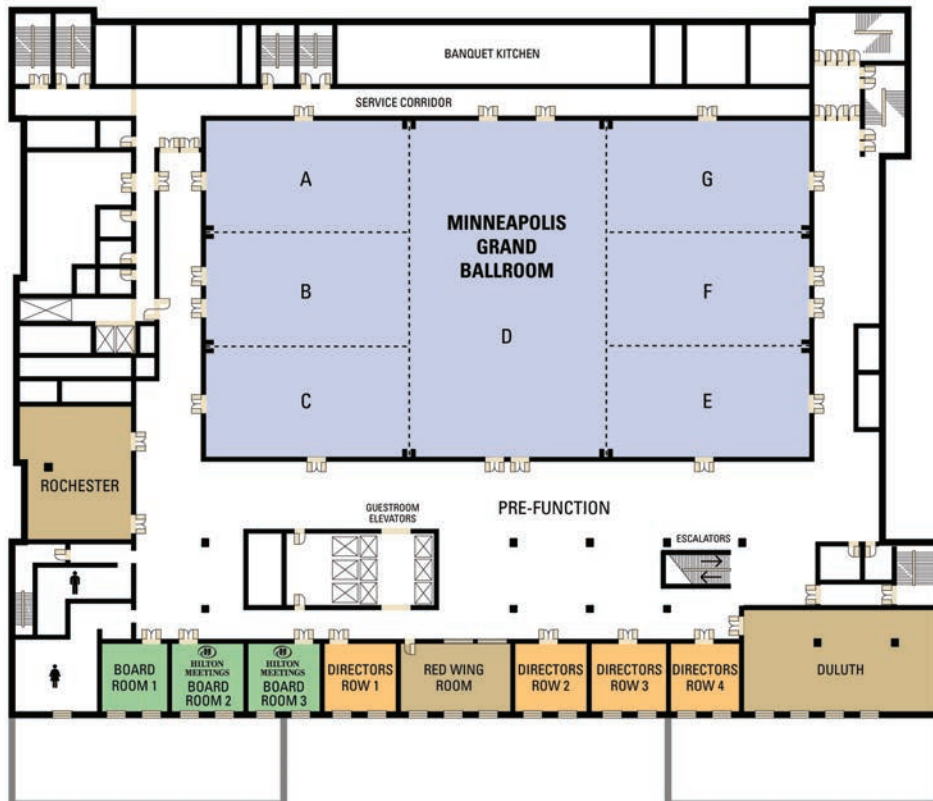 BANQUET KITCHEN
SERVICE CORRIDOR
A
G
MINNEAPOLIS
GRAND
BALLROOM
B
F
D
C
E
ROCHESTER
GUESTROOM
ELEVATORS
PRE-FUNCTION
ESCALATORS
BOARD
ROOM 1
HILTON
MEETINGS
BOARD
ROOM 2
HILTON
MEETINGS
BOARD
ROOM 3
DIRECTORS
ROW 1
RED WING
ROOM
DIRECTORS
ROW 2
DIRECTORS
ROW 3
DIRECTORS
ROW 4
DULUTH